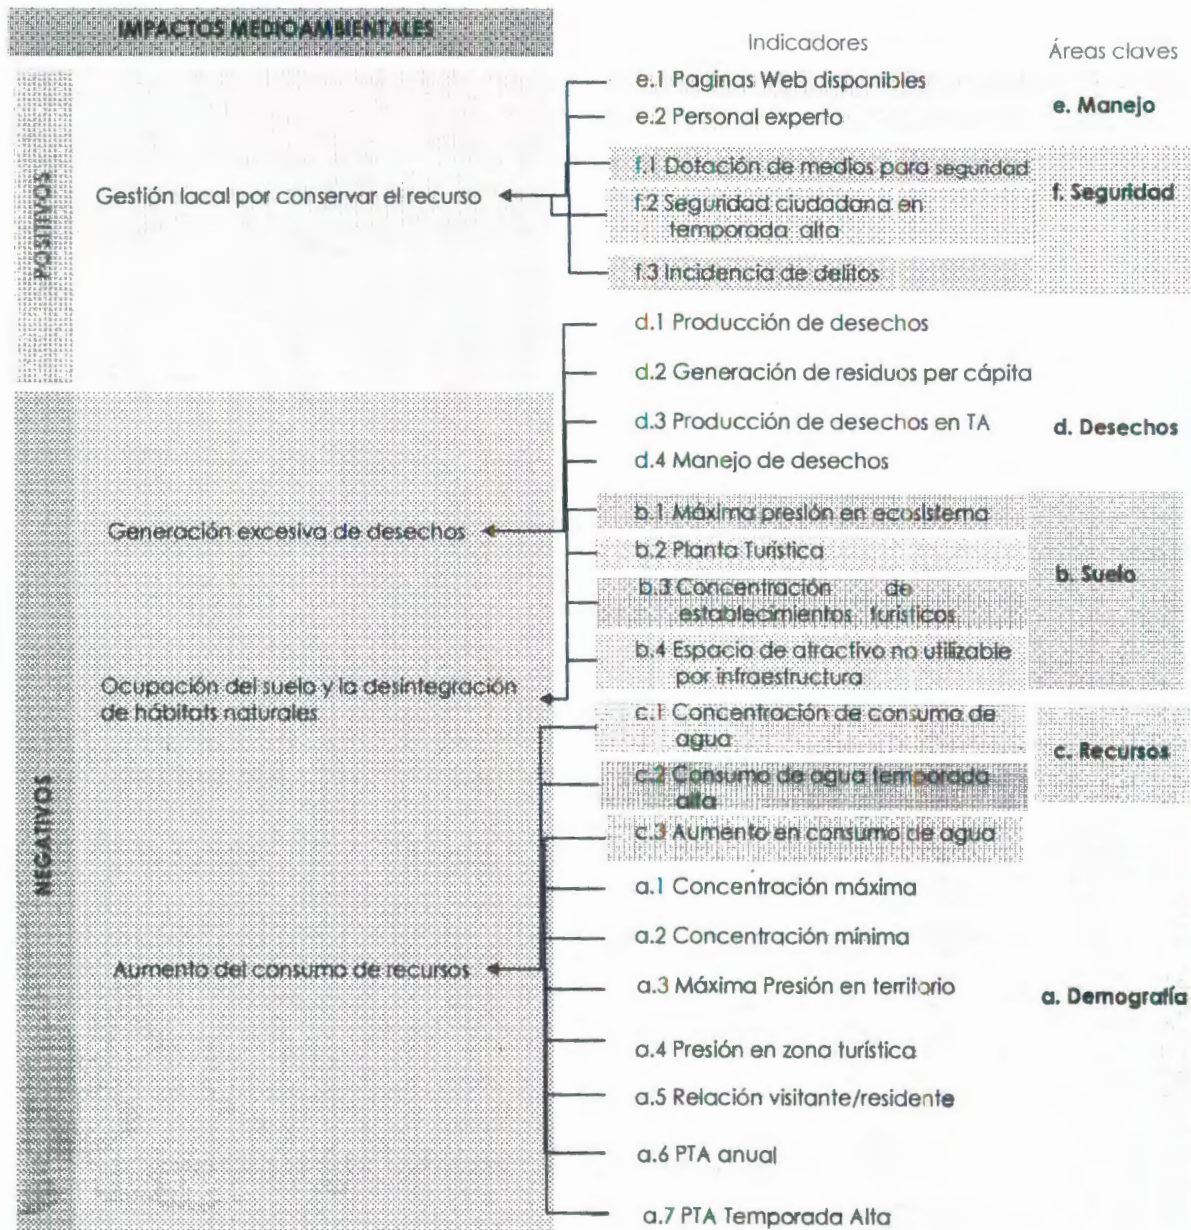 IMPACTOS MEDIOAMBIENTALES
Indicadores
Áreas claves
POSITIVOS
Gestión lacal por conservar el recurso
e.1 Paginas Web disponibles
e.2 Personal experto
e. Manejo
f.1 Dotación de medios para seguridad
f.2 Seguridad ciudadana en
temporada alta
f.3 Incidencia de delitos
f. Seguridad
NEGATIVOS
Generación excesiva de desechos
d.1 Producción de desechos
d.2 Generación de residuos per cápita
d.3 Producción de desechos en TA
d.4 Manejo de desechos
d. Desechos
b.1 Máxima presión en ecosistema
b.2 Planta Turística
b.3 Concentración de
establecimientos turísticos
b.4 Espacio de atractivo no utilizable
por infraestructura
b. Suelo
Ocupación del suelo y la desintegración
de hábitats naturales
c.1 Concentración de consumo de
agua
c.2 Consumo de agua temporada
alta
c.3 Aumento en consumo de agua
c. Recursos
Aumento del consumo de recursos
a.1 Concentración máxima
a.2 Concentración mínima
a.3 Máxima Presión en territorio
a.4 Presión en zona turística
a.5 Relación visitante/residente
a.6 PTA anual
a.7 PTA Temporada Alta
a. Demografía